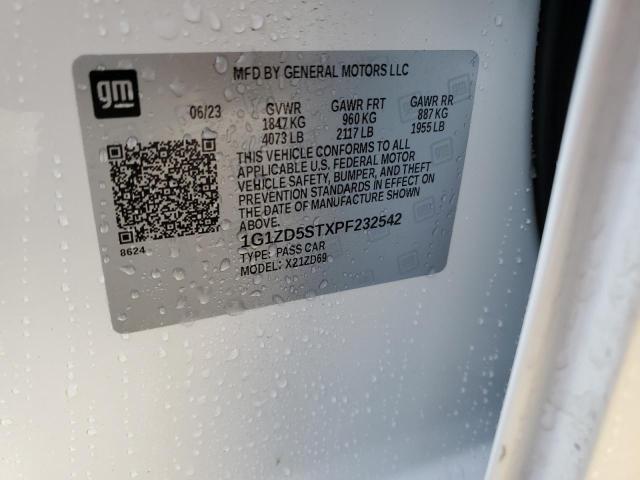 gm
MFD BY GENERAL MOTORS LLC
06/23 GVWR GAWR FRT GAWR RR
1847 KG 960 KG 887 KG
4073 LB 2117 LB 1955 LB
THIS VEHICLE CONFORMS TO ALL
APPLICABLE U.S. FEDERAL MOTOR
VEHICLE SAFETY, BUMPER, AND THEFT
PREVENTION STANDARDS IN EFFECT ON
THE DATE OF MANUFACTURE SHOWN
ABOVE.
8624
1G1ZD5STXPF232542
TYPE: PASS CAR
MODEL: X21ZD69